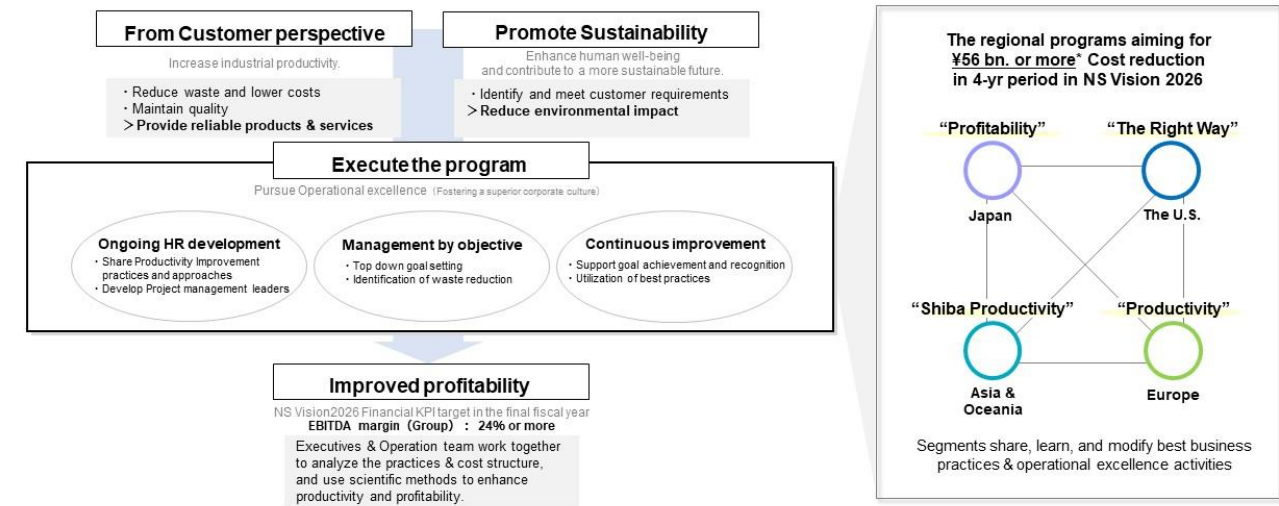 From Customer perspective
Increase industrial productivity.
・Reduce waste and lower costs
・Maintain quality
＞Provide reliable products & services
Promote Sustainability
Enhance human well-being
and contribute to a more sustainable future.
・Identify and meet customer requirements
＞Reduce environmental impact
Execute the program
Pursue Operational excellence （Fostering a superior corporate culture）
Ongoing HR development
・Share Productivity Improvement
practices and approaches
・Develop Project management leaders
Management by objective
・Top down goal setting
・Identification of waste reduction
Continuous improvement
・Support goal achievement and recognition
・Utilization of best practices
Improved profitability
NS Vision2026 Financial KPI target in the final fiscal year
EBITDA margin（Group）：24% or more
Executives & Operation team work together
to analyze the practices & cost structure,
and use scientific methods to enhance
productivity and profitability.
The regional programs aiming for
¥56 bn. or more* Cost reduction
in 4-yr period in NS Vision 2026
“Profitability”
“The Right Way”
Japan
The U.S.
“Shiba Productivity”
“Productivity”
Asia &
Oceania
Europe
Segments share, learn, and modify best business
practices & operational excellence activities